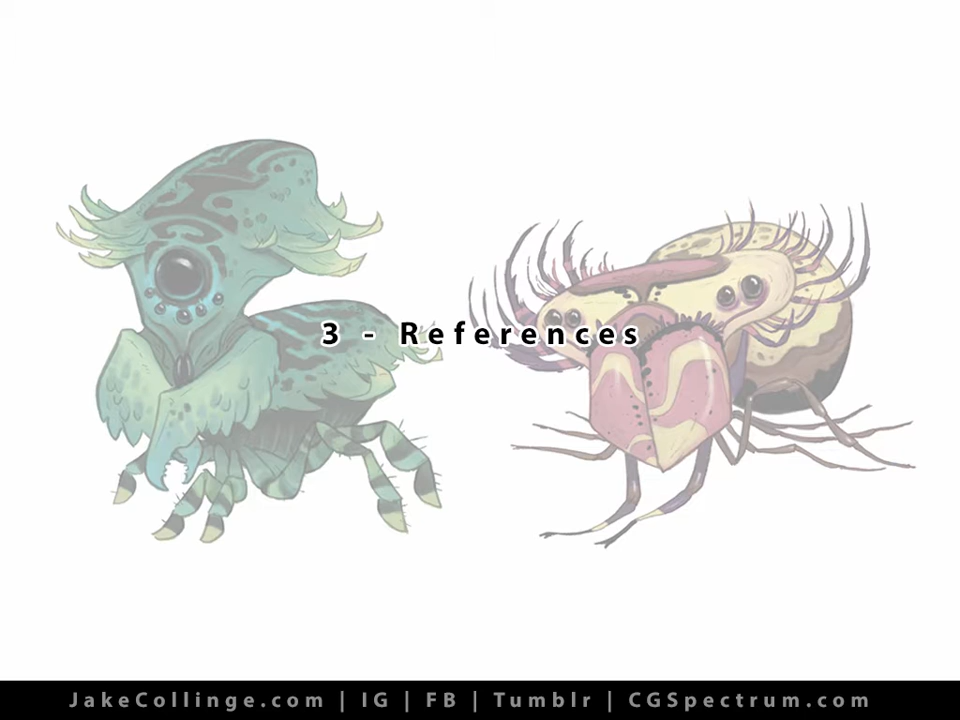 3 - References
JakeCollinge.com | IG | FB | Tumblr | CGSpectrum.com